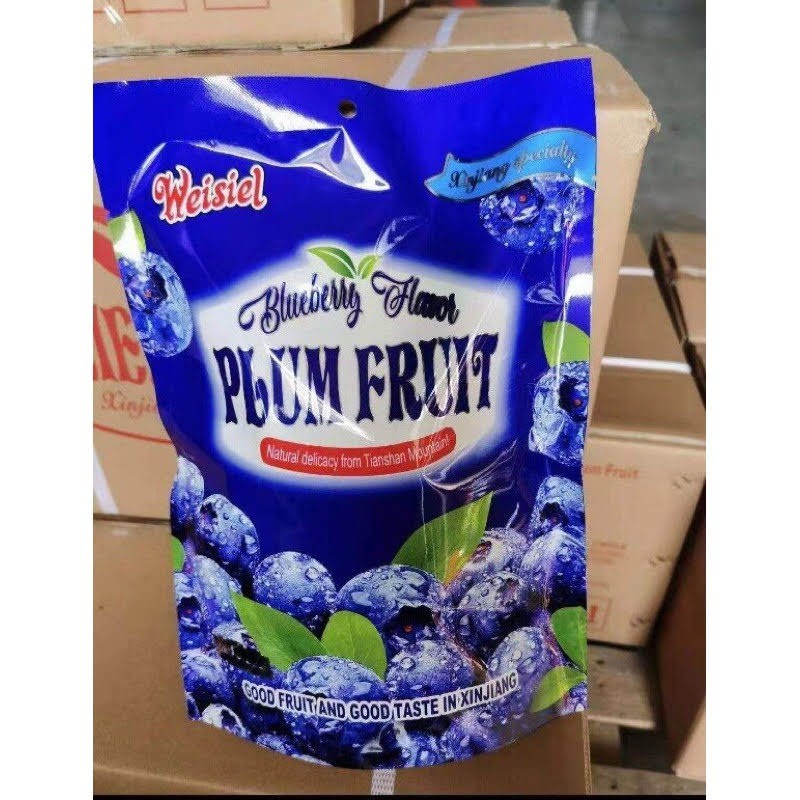 Weisiel
Xinjiang specialty
Blueberry Flavor
PLUM FRUIT
Natural delicacy from Tianshan Mountain!
GOOD FRUIT AND GOOD TASTE IN XINJIANG
Fruit